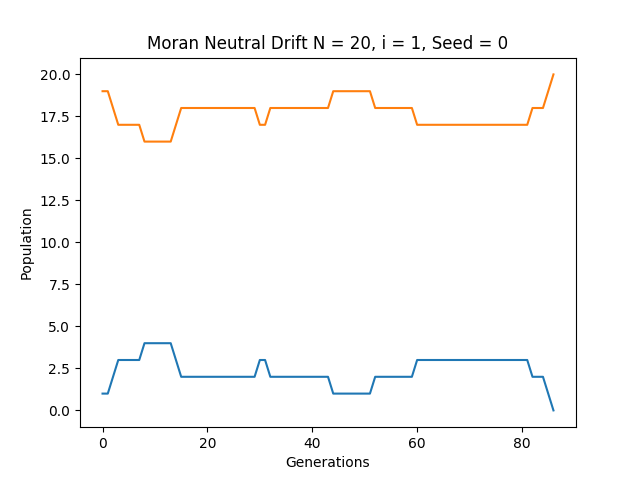 Moran Neutral Drift N = 20, i = 1, Seed = 0
20.0
17.5
15.0
12.5
10.0
7.5
5.0
2.5
0.0
Population
0 20 40 60 80
Generations